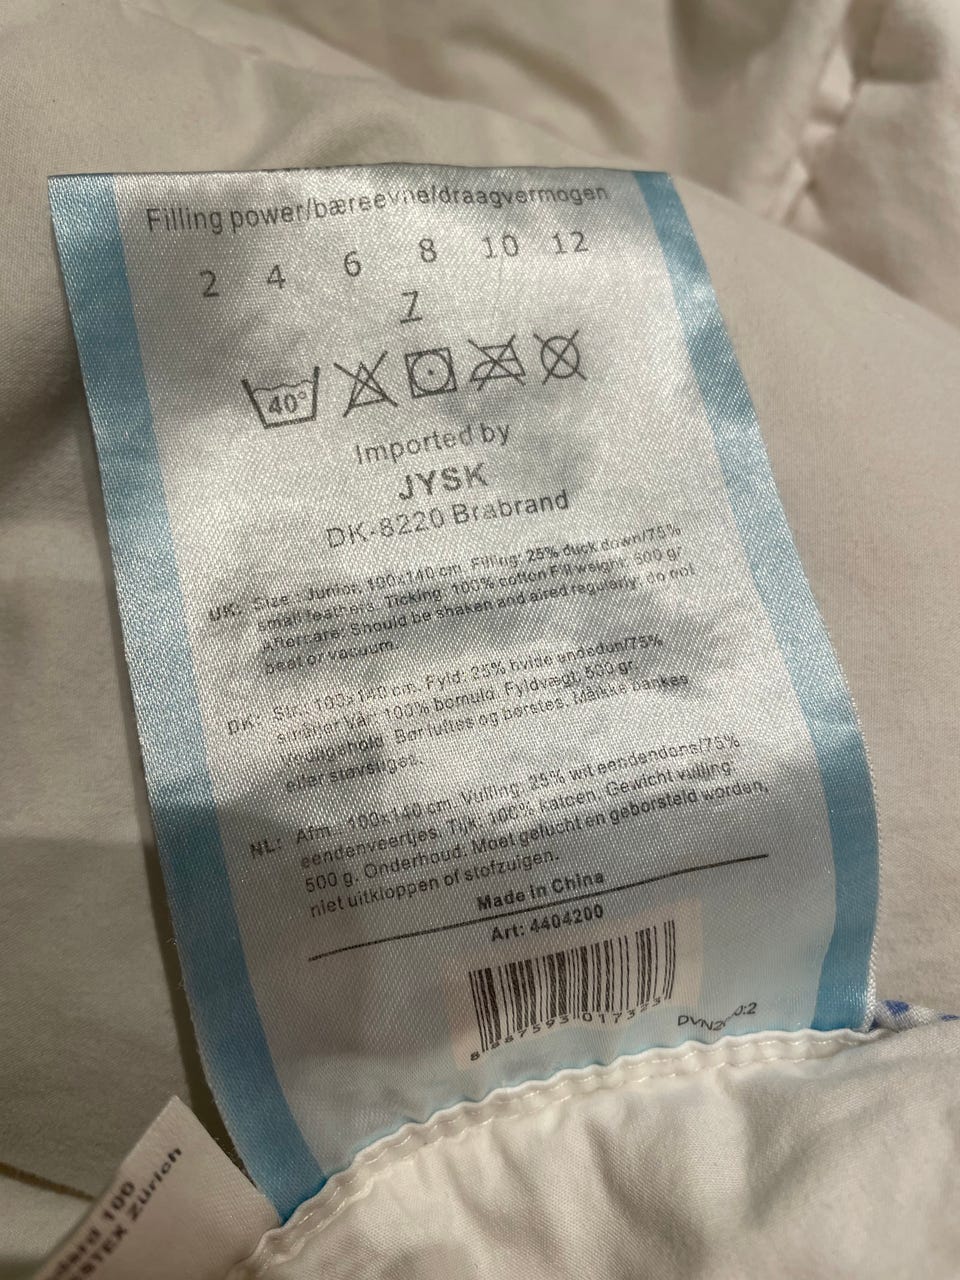 Filling power/bæreevne/draagvermogen
2 4 6 8 10 12
7
40°
Imported by
JYSK
DK-8220 Brabrand
UK: Size: Junior, 100x140 cm. Filling: 25% duck down/75%
small feathers. Ticking: 100% cotton Fill weight: 500 gr
Aftercare: Should be shaken and aired regularly; do not
beat or vacuum.
DK: Str.: 100x140 cm. Fyld: 25% hvide andedun/75%
100% bomuld. Fyldvægt: 500 gr.
Vedligehold: Bør luftes og børstes. Må ikke bankes
eller støvsuges.
NL: Afm.: 100x140 cm. Vulling: 25% wit eendendons/75%
eendenveertjes. Tijk: 100% katoen. Gewicht vulling:
500 g. Onderhoud: Moet gelucht en geborsteld worden,
niet uitkloppen of stofzuigen.
Made in China
Art: 4404200
Zürich